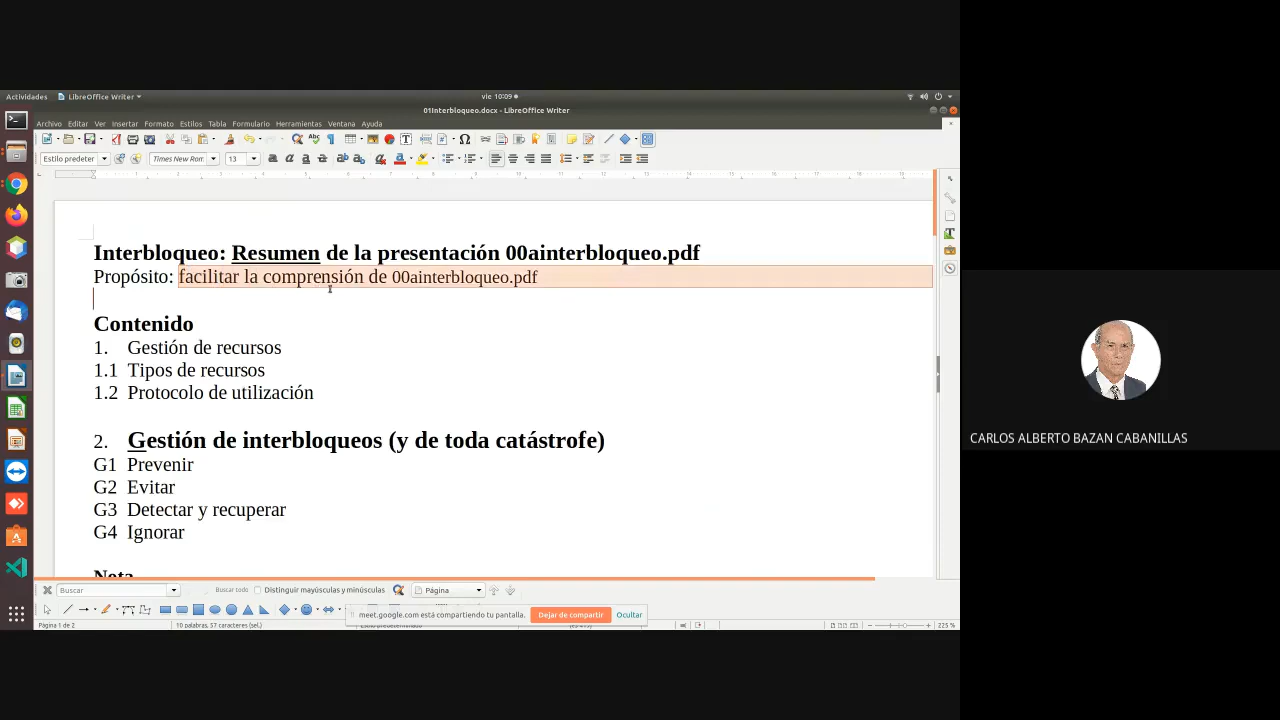 Actividades LibreOffice Writer vie 10:09
01Interbloqueo.docx - LibreOffice Writer
Archivo Editar Ver Insertar Formato Estilos Tabla Formulario Herramientas Ventana Ayuda
Estilo predeter Times New Rom 13
Interbloqueo: Resumen de la presentación 00ainterbloqueo.pdf
Propósito: facilitar la comprensión de 00ainterbloqueo.pdf
Contenido
1. Gestión de recursos
1.1 Tipos de recursos
1.2 Protocolo de utilización
2. Gestión de interbloqueos (y de toda catástrofe)
G1 Prevenir
G2 Evitar
G3 Detectar y recuperar
G4 Ignorar
Nota
Buscar Buscar todo Distinguir mayúsculas y minúsculas Página
meet.google.com está compartiendo tu pantalla. Dejar de compartir Ocultar
Página 1 de 2 10 palabras, 57 caracteres (sel.) 225 %
CARLOS ALBERTO BAZAN CABANILLAS